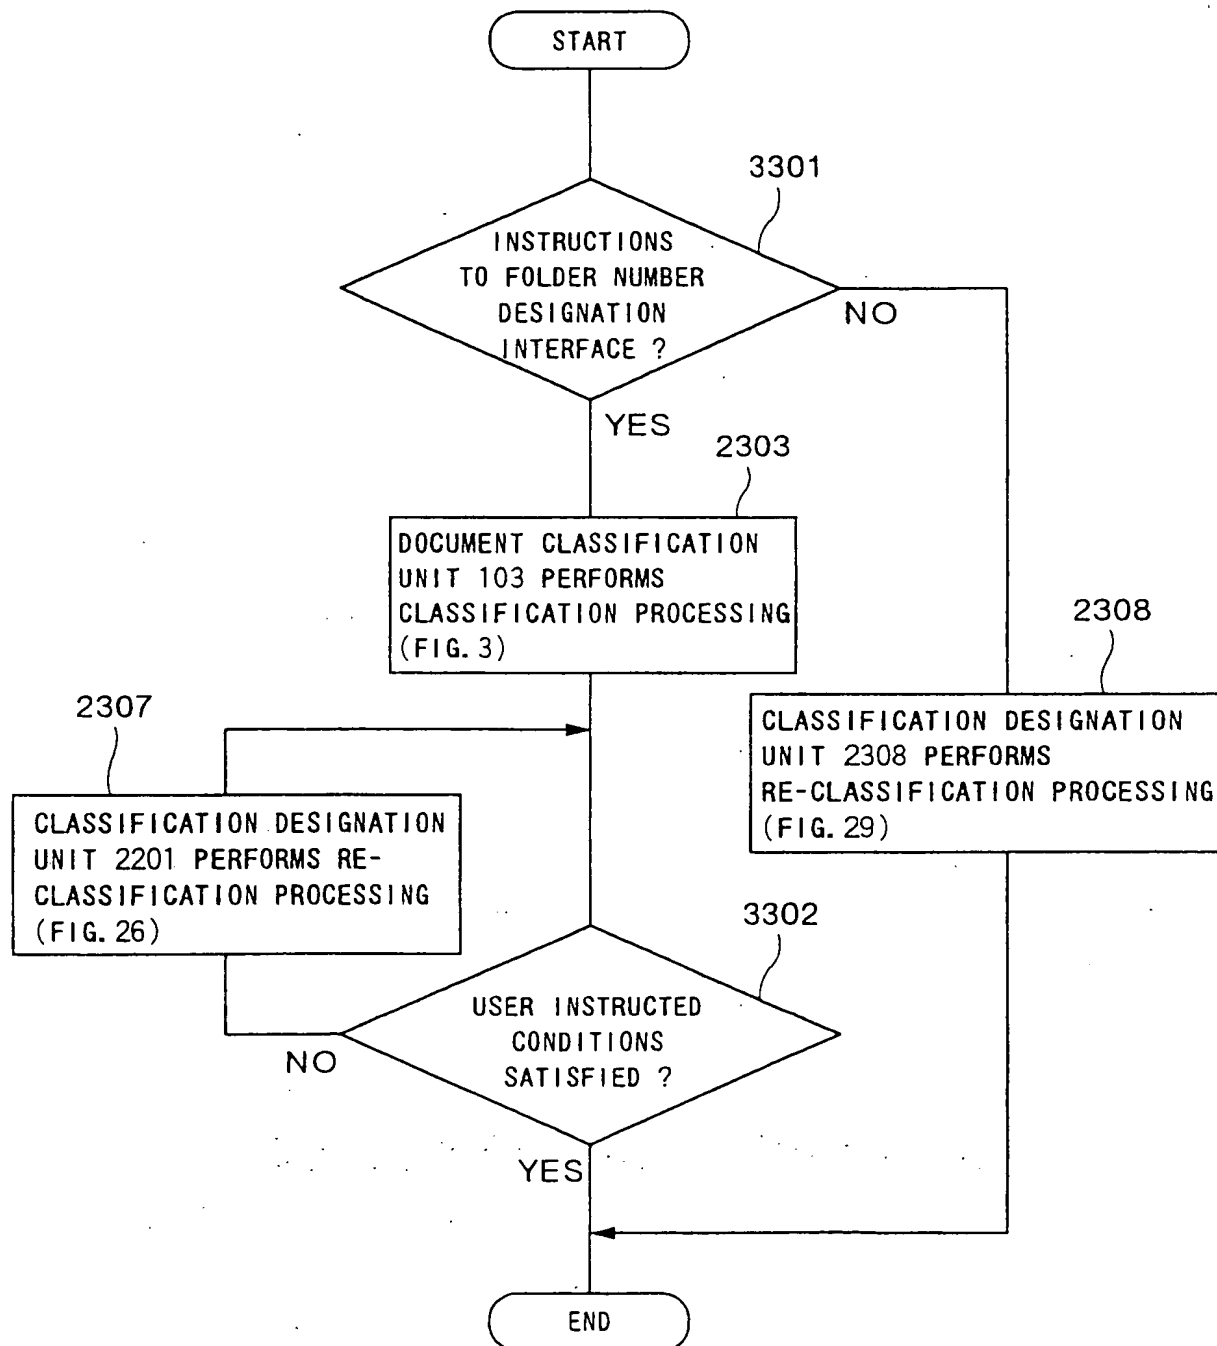 START
3301
INSTRUCTIONS
TO FOLDER NUMBER
DESIGNATION
INTERFACE ?
NO
YES
2303
DOCUMENT CLASSIFICATION
UNIT 103 PERFORMS
CLASSIFICATION PROCESSING
(FIG. 3)
2308
CLASSIFICATION DESIGNATION
UNIT 2308 PERFORMS
RE-CLASSIFICATION PROCESSING
(FIG. 29)
2307
CLASSIFICATION DESIGNATION
UNIT 2201 PERFORMS RE-
CLASSIFICATION PROCESSING
(FIG. 26)
3302
USER INSTRUCTED
CONDITIONS
SATISFIED ?
NO
YES
END